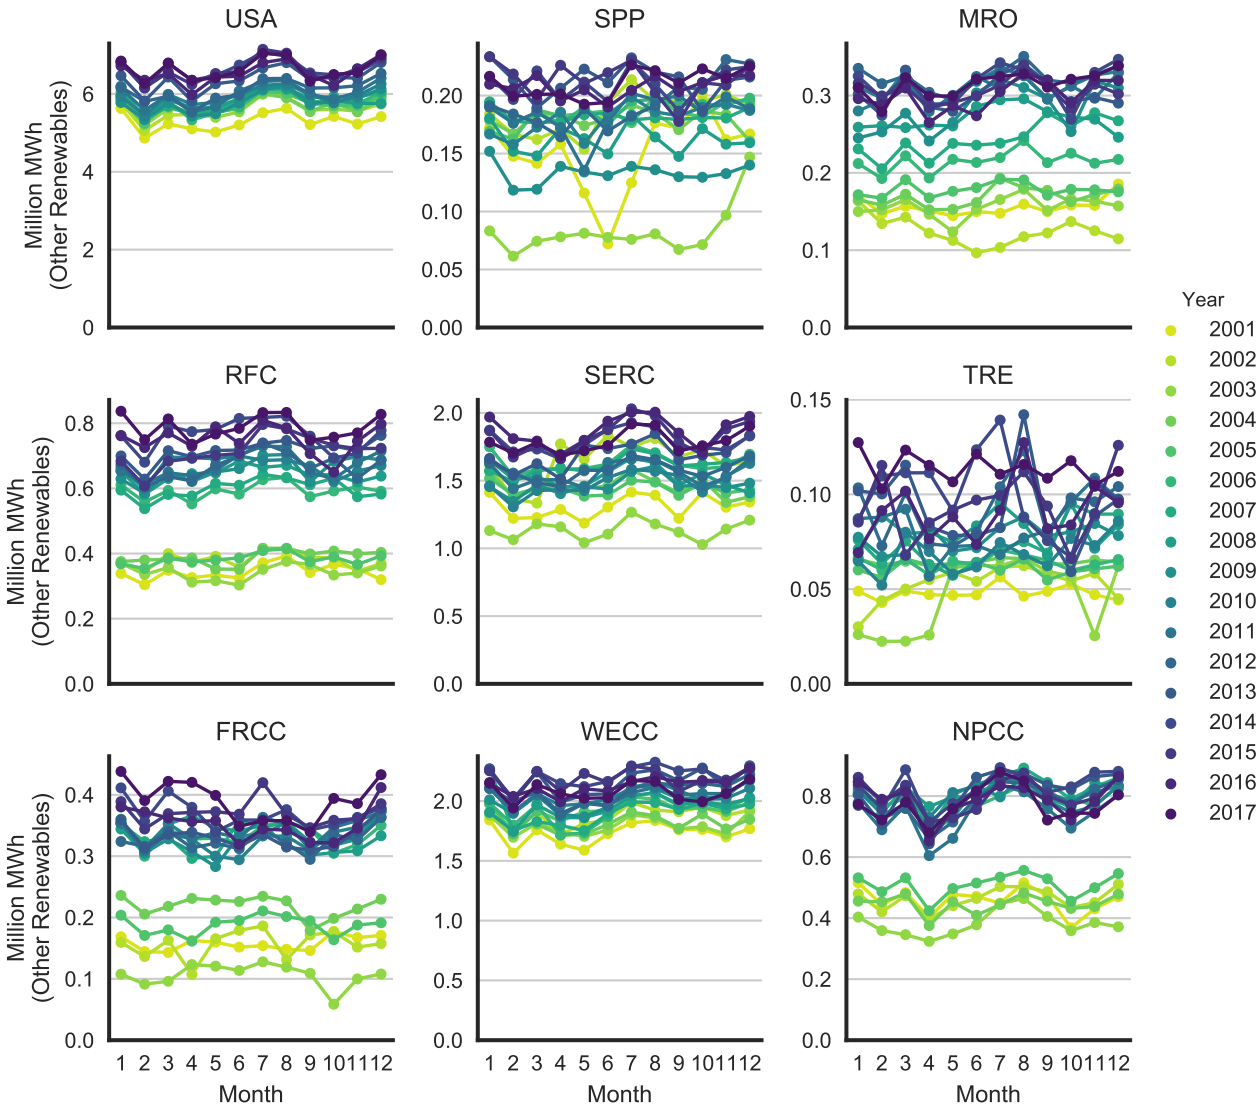 USA
SPP
MRO
Million MWh
(Other Renewables)
6
4
2
0
0.20
0.15
0.10
0.05
0.00
0.3
0.2
0.1
0.0
RFC
SERC
TRE
Million MWh
(Other Renewables)
0.8
0.6
0.4
0.2
0.0
2.0
1.5
1.0
0.5
0.0
0.15
0.10
0.05
0.00
FRCC
WECC
NPCC
Million MWh
(Other Renewables)
0.4
0.3
0.2
0.1
0.0
2.0
1.5
1.0
0.5
0.0
0.8
0.6
0.4
0.2
0.0
1 2 3 4 5 6 7 8 9 10 11 12
1 2 3 4 5 6 7 8 9 10 11 12
1 2 3 4 5 6 7 8 9 10 11 12
Month
Month
Month
Year
2001
2002
2003
2004
2005
2006
2007
2008
2009
2010
2011
2012
2013
2014
2015
2016
2017